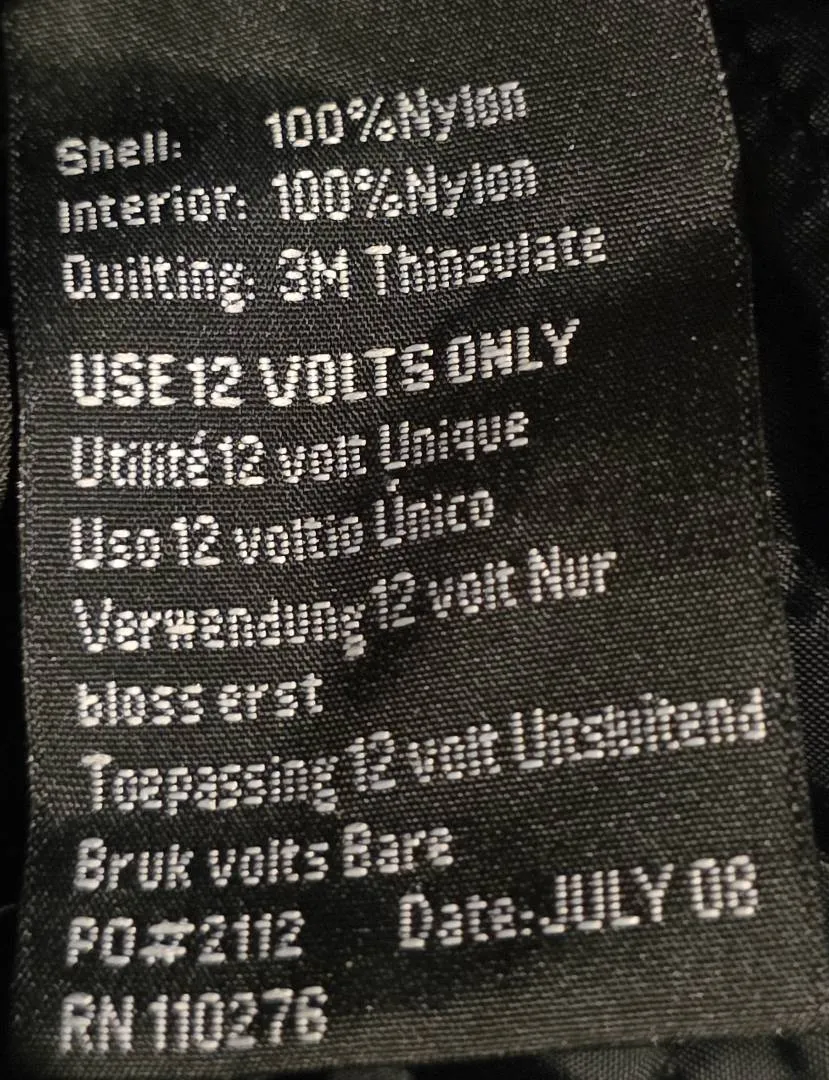 Shell: 100%Nylon
Interior: 100%Nylon
Quilting: 3M Thinsulate
USE 12 VOLTS ONLY
Utilité 12 volt Unique
Uso 12 voltio Único
Verwendung 12 volt Nur
bloss erst
Toepassing 12 volt Uitsluitend
Bruk volts Bare
PO#2112 Date:JULY 08
RN 110276